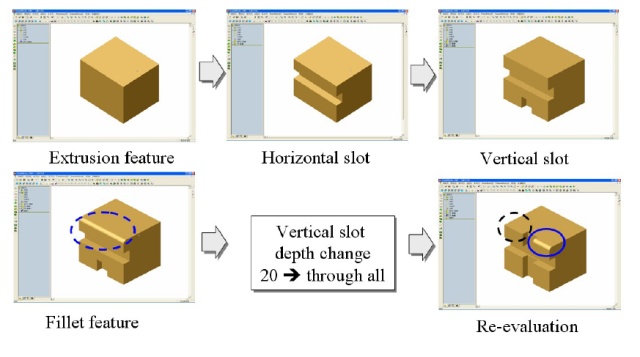 Extrusion feature
Horizontal slot
Vertical slot
Fillet feature
Vertical slot
depth change
20 ➔ through all
Re-evaluation